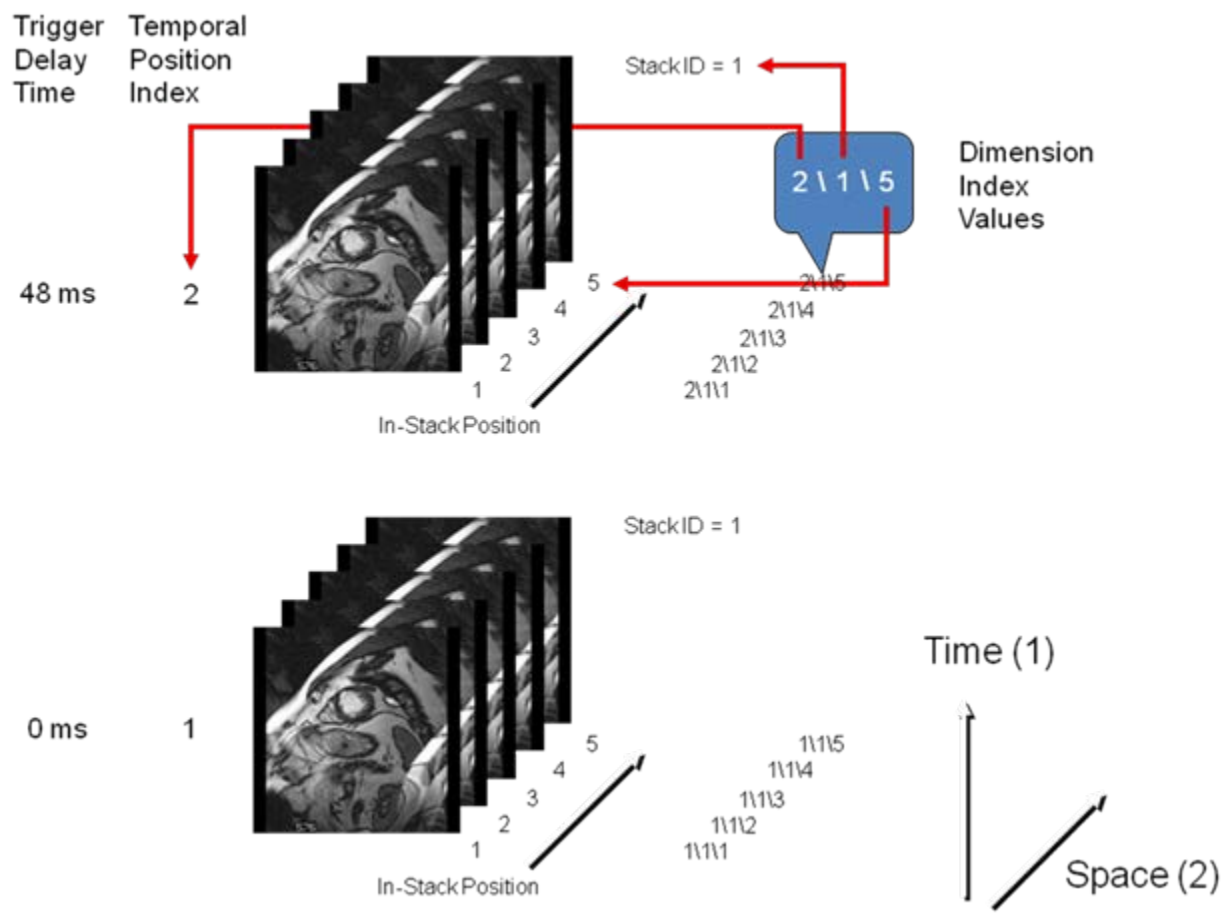 Trigger Delay Time
Temporal Position Index
Stack ID = 1
2 \ 1 \ 5
Dimension Index Values
48 ms
2
5
4
3
2
1
In-Stack Position
2\1\5
2\1\4
2\1\3
2\1\2
2\1\1
Stack ID = 1
0 ms
1
5
4
3
2
1
In-Stack Position
1\1\5
1\1\4
1\1\3
1\1\2
1\1\1
Time (1)
Space (2)